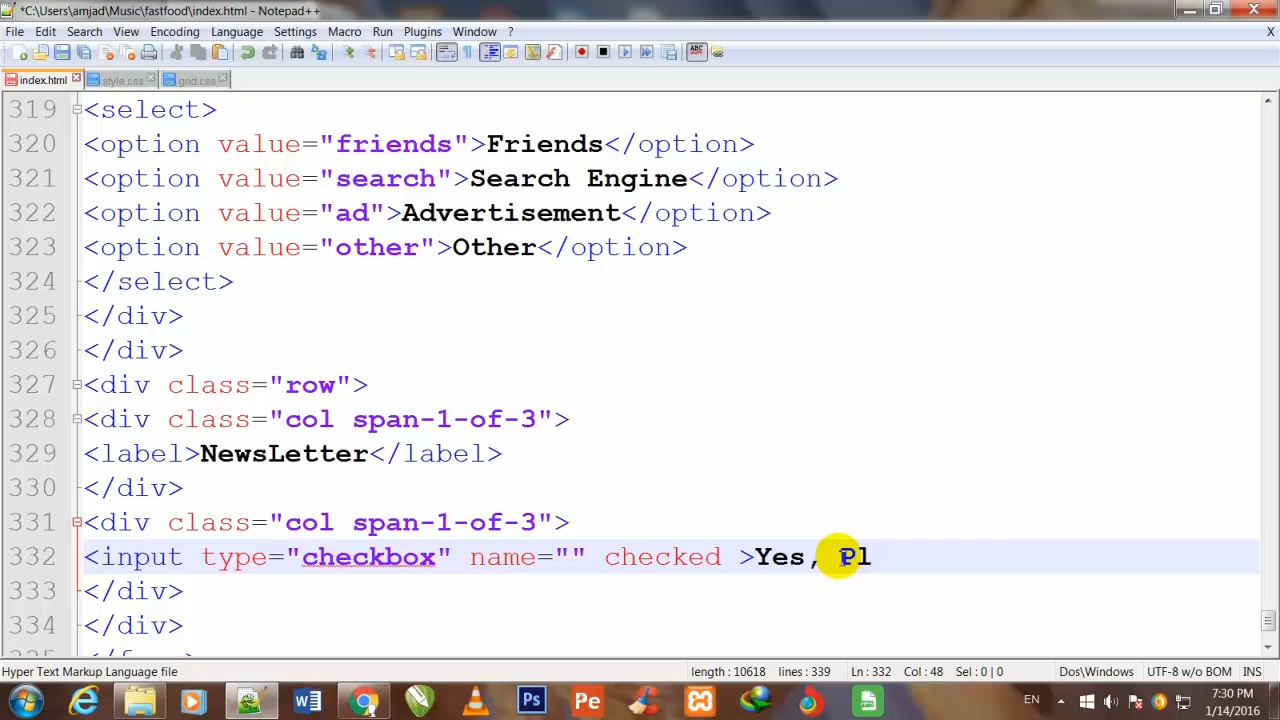 *C:\Users\amjad\Music\fastfood\index.html - Notepad++
File Edit Search View Encoding Language Settings Macro Run Plugins Window ? X
index.html style.css grid.css
319 <select>
320 <option value="friends">Friends</option>
321 <option value="search">Search Engine</option>
322 <option value="ad">Advertisement</option>
323 <option value="other">Other</option>
324 </select>
325 </div>
326 </div>
327 <div class="row">
328 <div class="col span-1-of-3">
329 <label>NewsLetter</label>
330 </div>
331 <div class="col span-1-of-3">
332 <input type="checkbox" name="" checked >Yes, Pl
333 </div>
334 </div>
Hyper Text Markup Language file length : 10618 lines : 339 Ln : 332 Col : 48 Sel : 0 | 0 Dos\Windows UTF-8 w/o BOM INS
EN 7:30 PM
1/14/2016